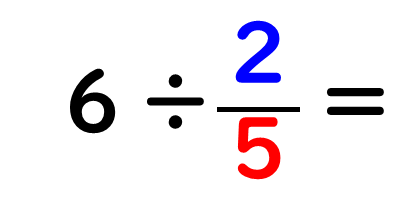 6 ÷ 2/5 =